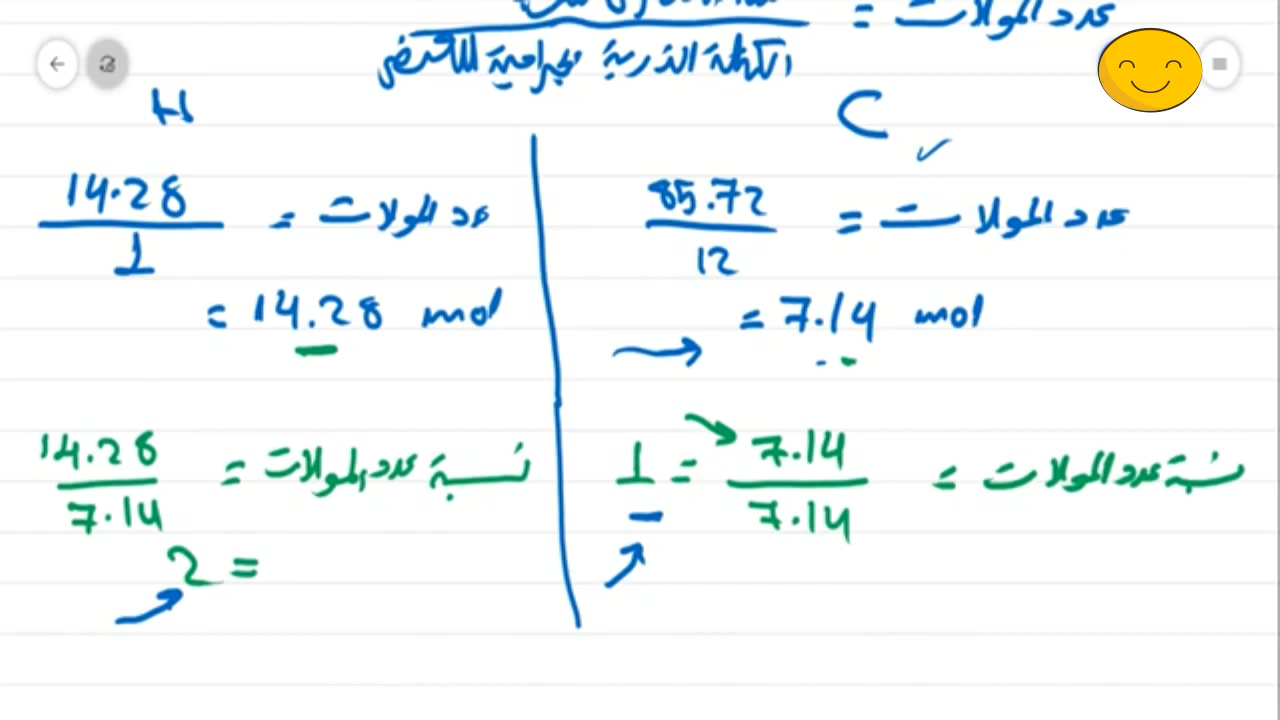 عدد المولات =
الكتلة الذرية الجرامية للعنصر
C
عدد المولات = 85.72 / 12
= 7.14 mol
نسبة عدد المولات = 7.14 / 7.14 = 1
H
عدد المولات = 14.28 / 1
= 14.28 mol
نسبة عدد المولات = 14.28 / 7.14
= 2